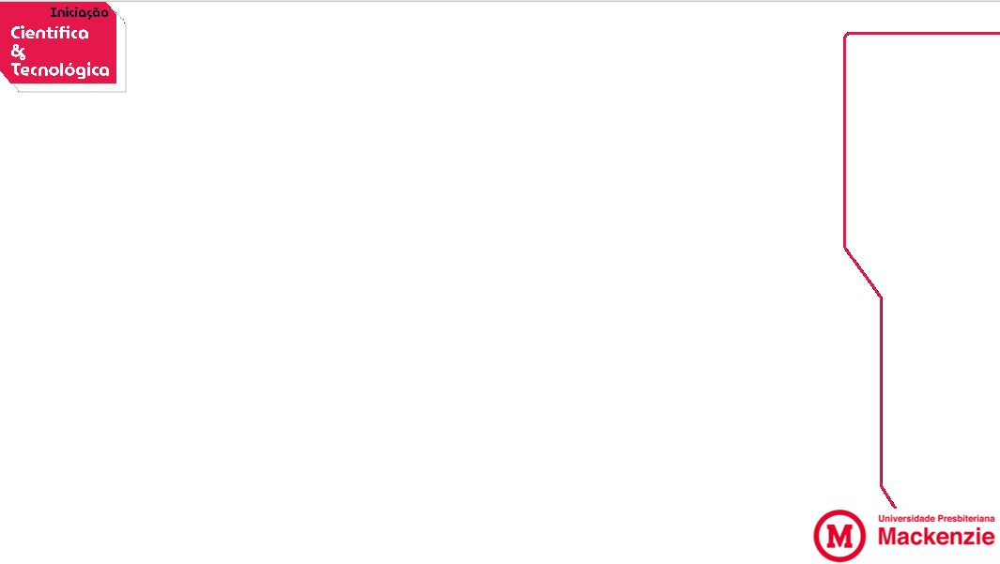 Iniciação
Científica
&
Tecnológica
Universidade Presbiteriana
M Mackenzie